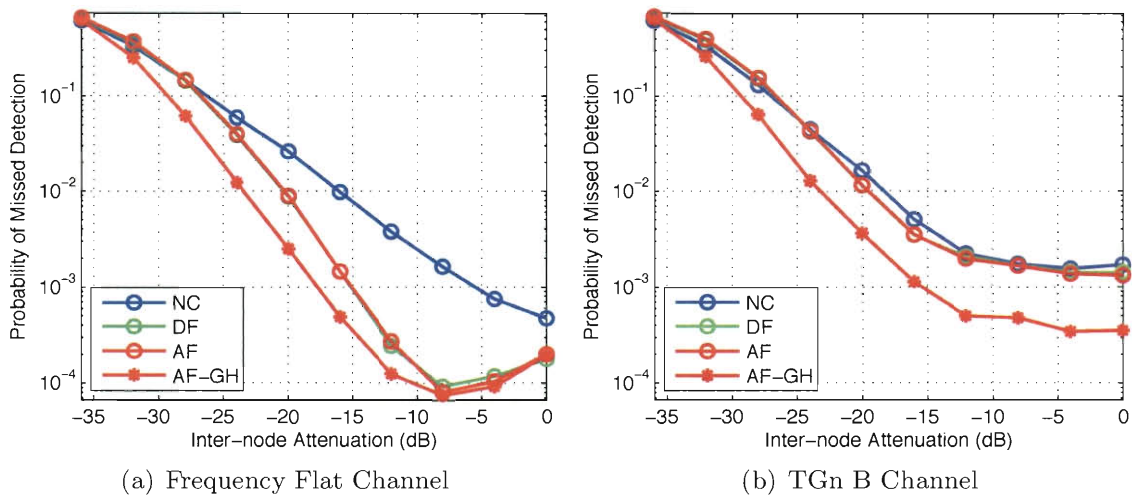 Probability of Missed Detection
10⁻¹
10⁻²
10⁻³
10⁻⁴
NC
DF
AF
AF−GH
−35 −30 −25 −20 −15 −10 −5 0
Inter−node Attenuation (dB)
(a) Frequency Flat Channel
Probability of Missed Detection
10⁻¹
10⁻²
10⁻³
10⁻⁴
NC
DF
AF
AF−GH
−35 −30 −25 −20 −15 −10 −5 0
Inter−node Attenuation (dB)
(b) TGn B Channel